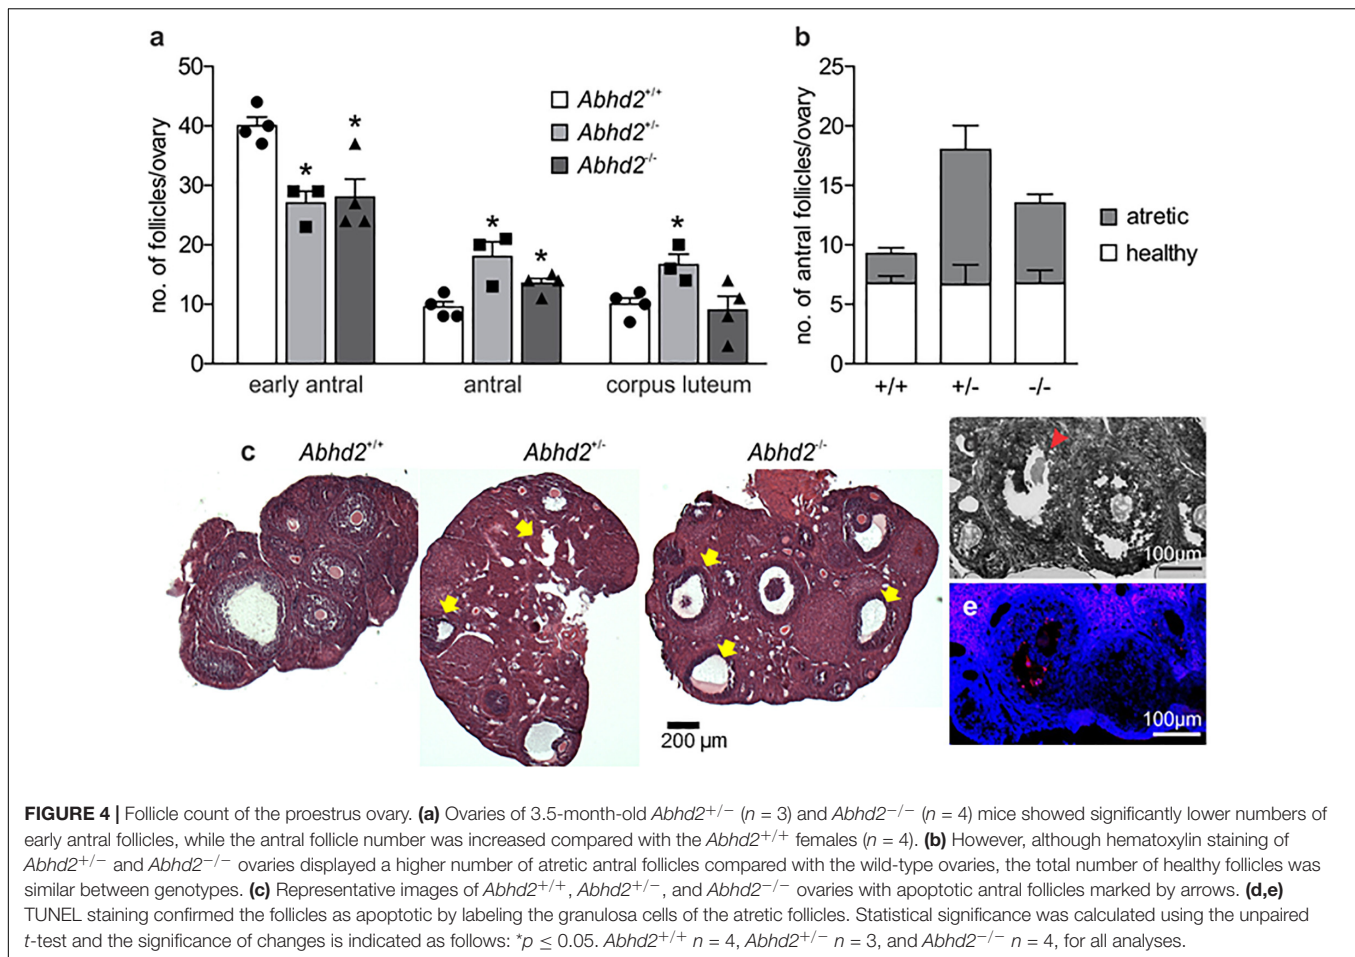 a
b
50
40
30
20
10
0
no. of follicles/ovary
Abhd2+/+
Abhd2+/-
Abhd2-/-
*
*
*
*
*
early antral
antral
corpus luteum
25
20
15
10
5
0
no. of antral follicles/ovary
atretic
healthy
+/+
+/-
-/-
c
Abhd2+/+
Abhd2+/-
Abhd2-/-
200 µm
d
100µm
e
100µm
FIGURE 4 | Follicle count of the proestrus ovary. (a) Ovaries of 3.5-month-old Abhd2+/− (n = 3) and Abhd2−/− (n = 4) mice showed significantly lower numbers of
early antral follicles, while the antral follicle number was increased compared with the Abhd2+/+ females (n = 4). (b) However, although hematoxylin staining of
Abhd2+/− and Abhd2−/− ovaries displayed a higher number of atretic antral follicles compared with the wild-type ovaries, the total number of healthy follicles was
similar between genotypes. (c) Representative images of Abhd2+/+, Abhd2+/−, and Abhd2−/− ovaries with apoptotic antral follicles marked by arrows. (d,e)
TUNEL staining confirmed the follicles as apoptotic by labeling the granulosa cells of the atretic follicles. Statistical significance was calculated using the unpaired
t-test and the significance of changes is indicated as follows: *p ≤ 0.05. Abhd2+/+ n = 4, Abhd2+/− n = 3, and Abhd2−/− n = 4, for all analyses.